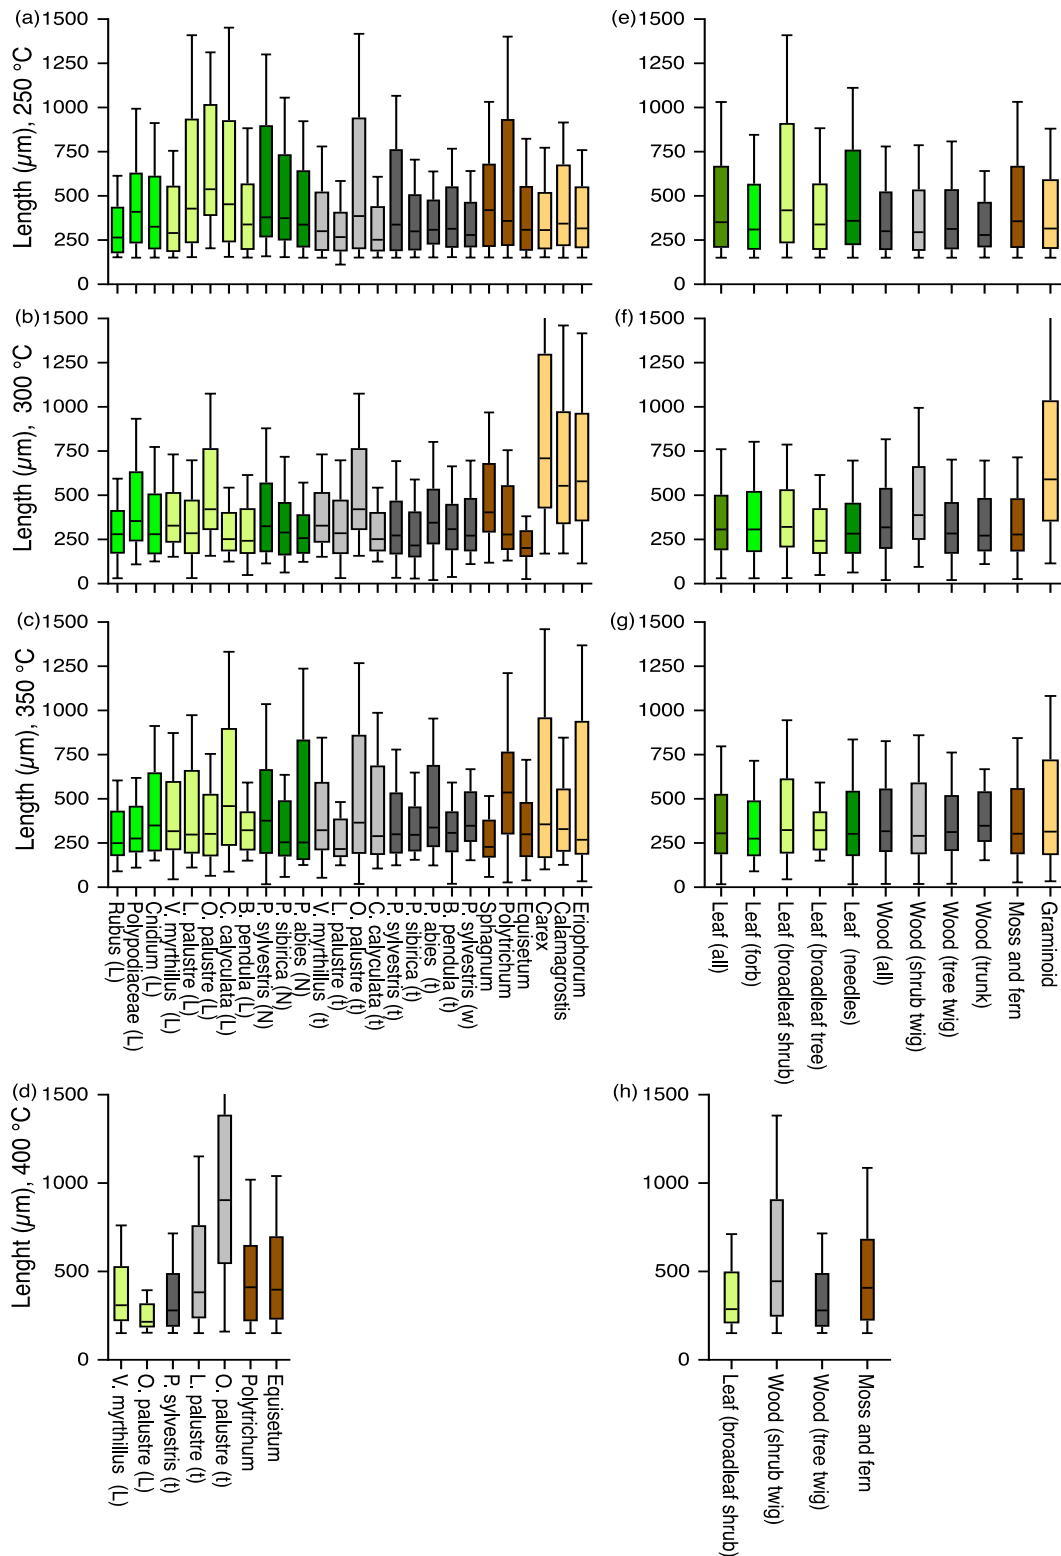 (a)
Length (µm), 250 °C
1500
1250
1000
750
500
250
0
(e)
1500
1250
1000
750
500
250
0
(b)
Length (µm), 300 °C
1500
1250
1000
750
500
250
0
(f)
1500
1250
1000
750
500
250
0
(c)
Length (µm), 350 °C
1500
1250
1000
750
500
250
0
Rubus (L)
Polypodiaceae (L)
Cnidium (L)
V. myrthillus (L)
L. palustre (L)
O. palustre (L)
C. calyculata (L)
B. pendula (L)
P. sylvestris (N)
P. sibirica (N)
P. abies (N)
V. myrthillus (t)
L. palustre (t)
O. palustre (t)
C. calyculata (t)
P. sylvestris (t)
P. sibirica (t)
P. abies (t)
B. pendula (t)
P. sylvestris (w)
Sphagnum
Polytrichum
Equisetum
Carex
Calamagrostis
Eriophorum
(g)
1500
1250
1000
750
500
250
0
Leaf (all)
Leaf (forb)
Leaf (broadleaf shrub)
Leaf (broadleaf tree)
Leaf (needles)
Wood (all)
Wood (shrub twig)
Wood (tree twig)
Wood (trunk)
Moss and fern
Graminoid
(d)
Lenght (µm), 400 °C
1500
1000
500
0
V. myrthillus (L)
O. palustre (L)
P. sylvestris (t)
L. palustre (t)
O. palustre (t)
Polytrichum
Equisetum
(h)
1500
1000
500
0
Leaf (broadleaf shrub)
Wood (shrub twig)
Wood (tree twig)
Moss and fern